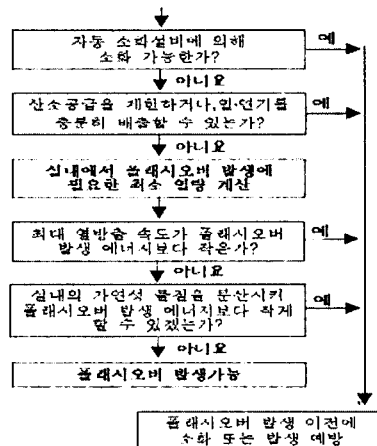 자동 소화설비에 의해
소화 가능한가?
예
아니요
산소공급을 제한하거나, 열·연기를
충분히 배출할 수 있는가?
예
아니요
실내에서 플래시오버 발생에
필요한 최소 열량 계산
최대 열방출 속도가 플래시오버
발생 에너지보다 작은가?
예
아니요
실내의 가연성 물질을 분산시켜
플래시오버 발생 에너지보다 작게
할 수 있겠는가?
예
아니요
플래시오버 발생가능
플래시오버 발생 이전에
소화 또는 발생 예방